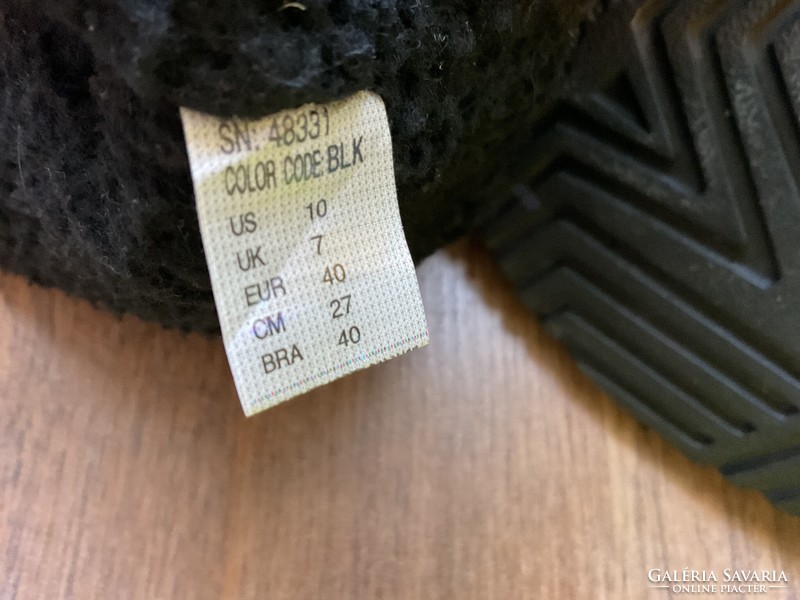 SN: 48331
COLOR CODE:BLK
US 10
UK 7
EUR 40
CM 27
BRA 40
GALÉRIA SAVARIA
ONLINE PIACTÉR